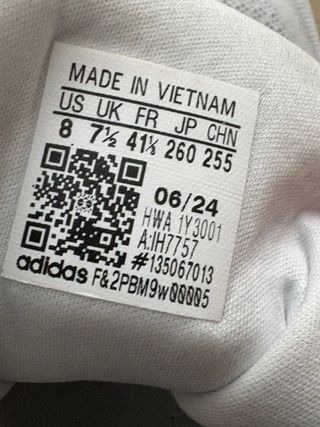 MADE IN VIETNAM
US UK FR JP CHN
8 7½ 41⅓ 260 255
06/24
HWA 1Y3001
A:IH7757
#135067013
adidas F&2PBM9w00005